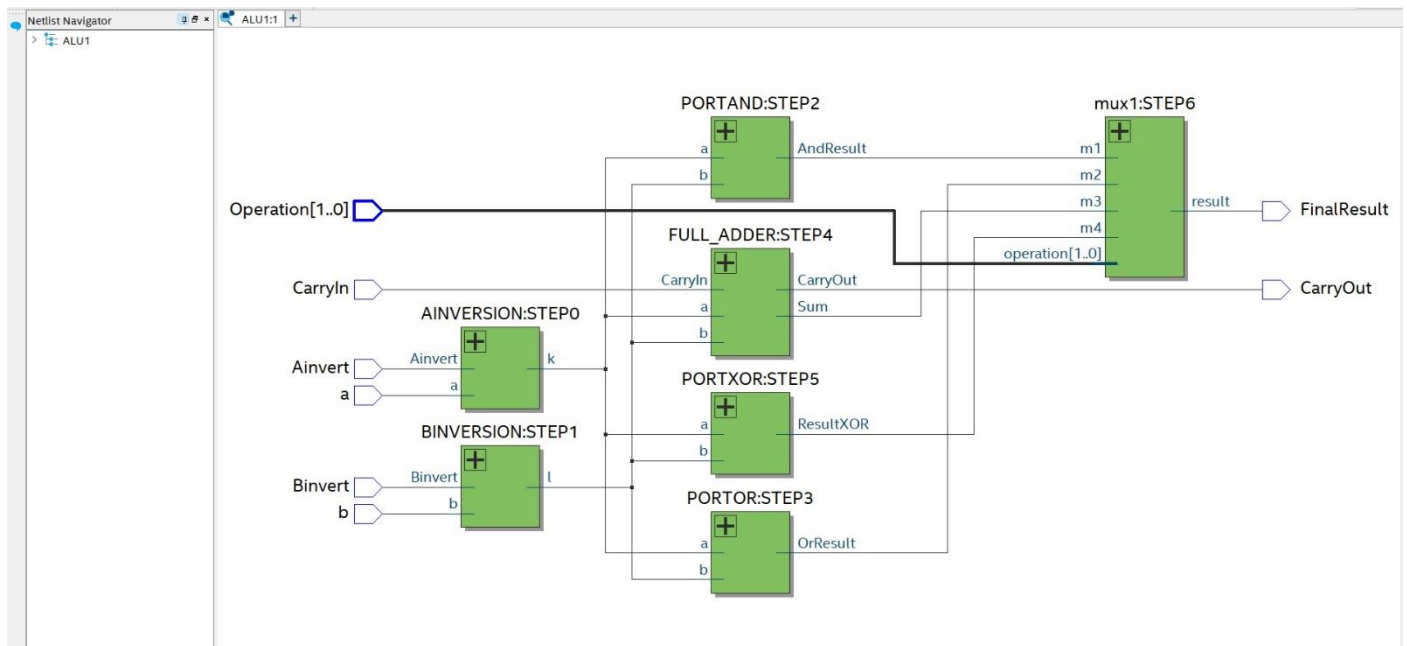 Netlist Navigator
ALU1:1
ALU1
PORTAND:STEP2
mux1:STEP6
a
AndResult
m1
b
m2
Operation[1..0]
m3
result
FinalResult
FULL_ADDER:STEP4
m4
operation[1..0]
CarryIn
CarryIn
CarryOut
CarryOut
AINVERSION:STEP0
a
Sum
b
Ainvert
Ainvert
k
a
a
PORTXOR:STEP5
BINVERSION:STEP1
a
ResultXOR
b
Binvert
Binvert
l
b
b
PORTOR:STEP3
a
OrResult
b